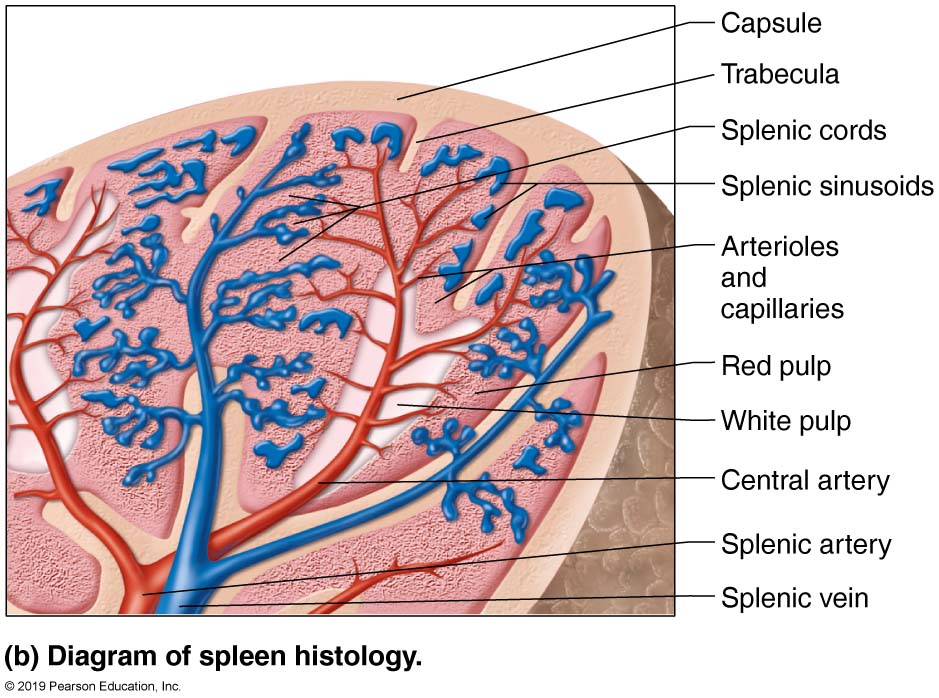 Capsule
Trabecula
Splenic cords
Splenic sinusoids
Arterioles
and
capillaries
Red pulp
White pulp
Central artery
Splenic artery
Splenic vein
(b) Diagram of spleen histology.
© 2019 Pearson Education, Inc.